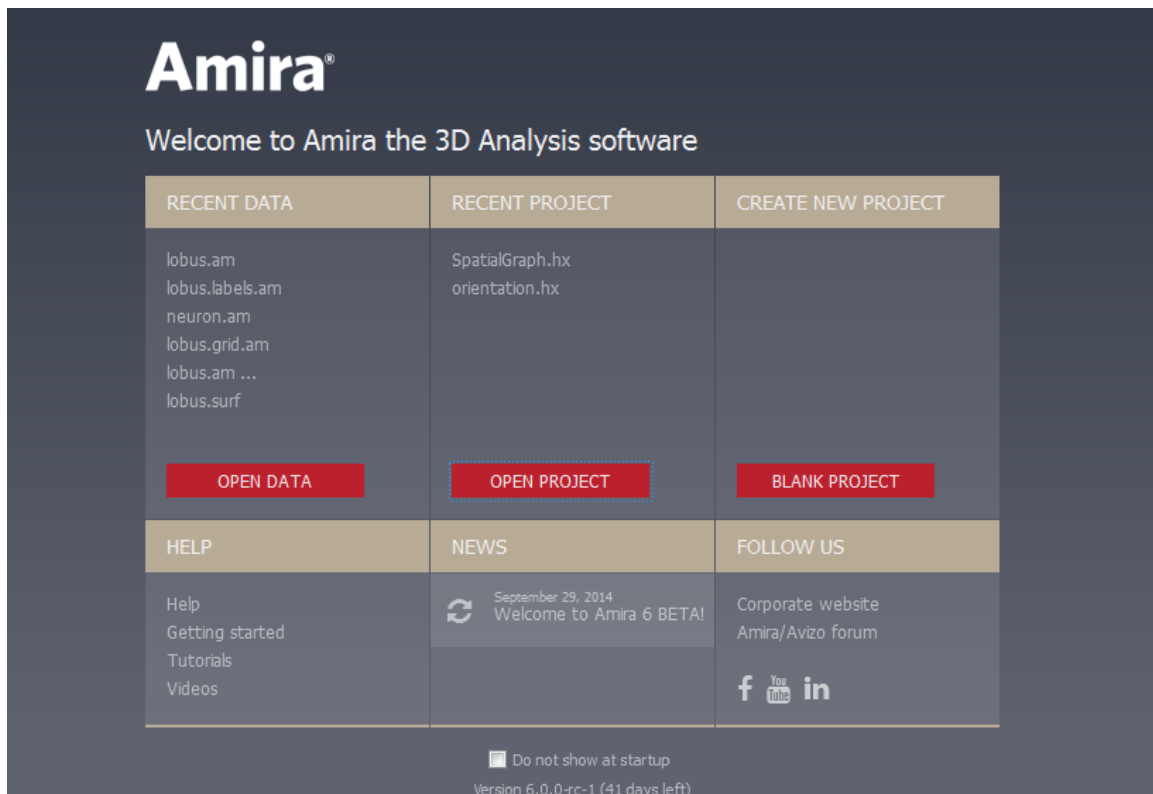 Amira®
Welcome to Amira the 3D Analysis software
RECENT DATA
lobus.am
lobus.labels.am
neuron.am
lobus.grid.am
lobus.am ...
lobus.surf
OPEN DATA
RECENT PROJECT
SpatialGraph.hx
orientation.hx
OPEN PROJECT
CREATE NEW PROJECT
BLANK PROJECT
HELP
Help
Getting started
Tutorials
Videos
NEWS
September 29, 2014
Welcome to Amira 6 BETA!
FOLLOW US
Corporate website
Amira/Avizo forum
f You Tube in
Do not show at startup
Version 6.0.0-rc-1 (41 days left)